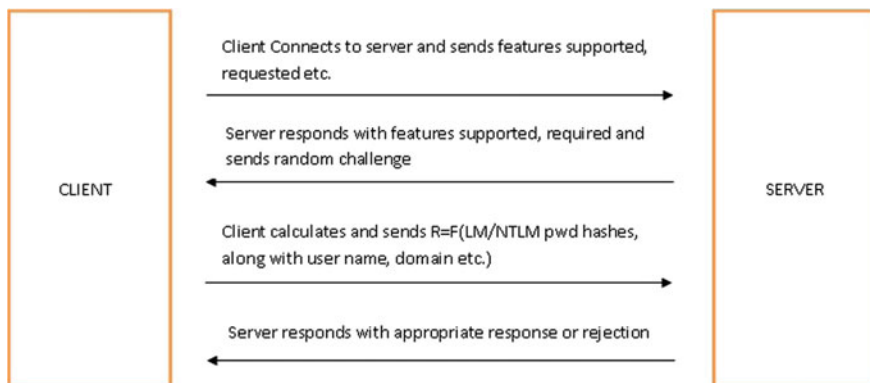 Client Connects to server and sends features supported,
requested etc.
Server responds with features supported, required and
sends random challenge
CLIENT
SERVER
Client calculates and sends R=F(LM/NTLM pwd hashes,
along with user name, domain etc.)
Server responds with appropriate response or rejection